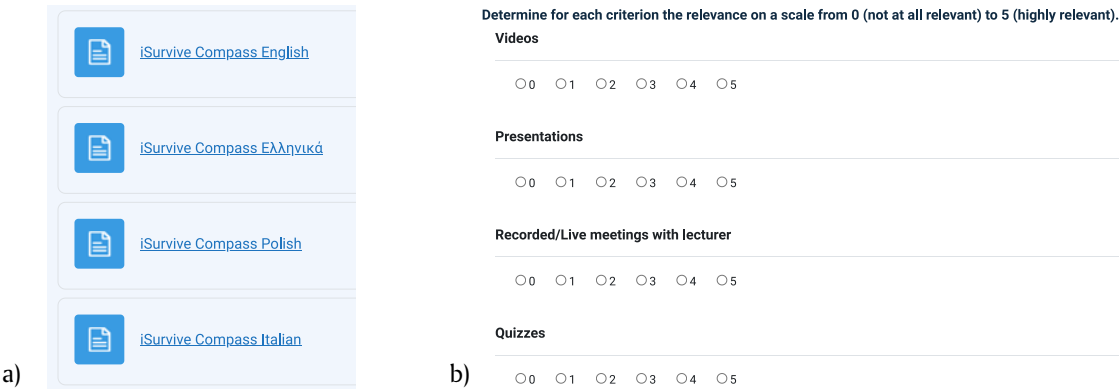 iSurvive Compass English
iSurvive Compass Ελληνικά
iSurvive Compass Polish
iSurvive Compass Italian
a)
Determine for each criterion the relevance on a scale from 0 (not at all relevant) to 5 (highly relevant).
Videos
0 1 2 3 4 5
Presentations
0 1 2 3 4 5
Recorded/Live meetings with lecturer
0 1 2 3 4 5
Quizzes
0 1 2 3 4 5
b)